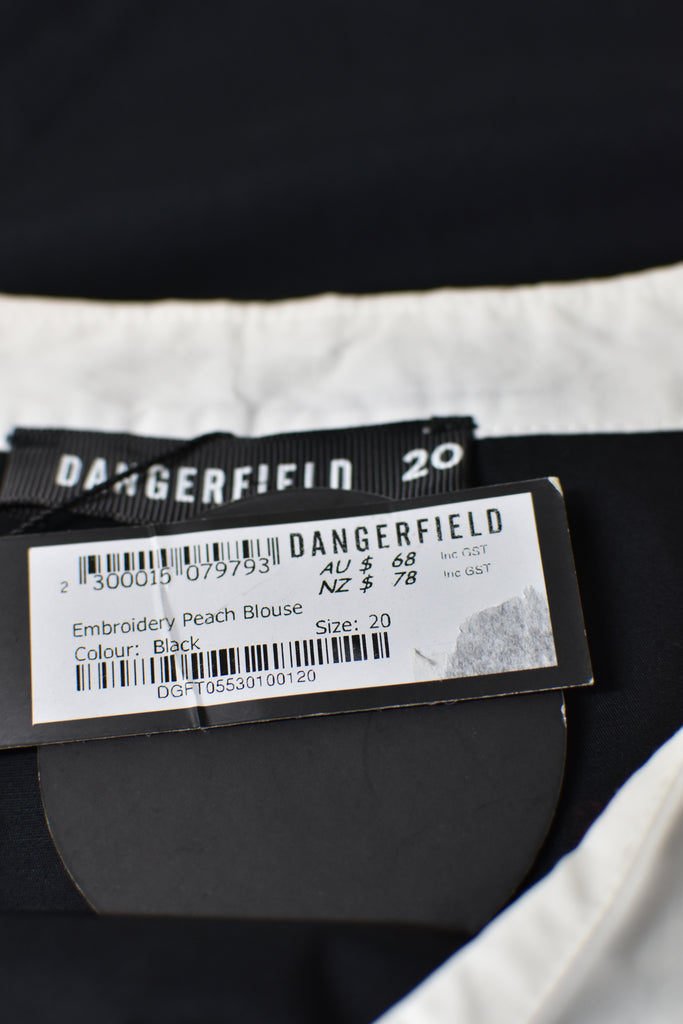 DANGERFIELD 20
DANGERFIELD
2 300015 079793
AU $ 68 Inc GST
NZ $ 78 Inc GST
Embroidery Peach Blouse
Colour: Black Size: 20
DGFT05530100120